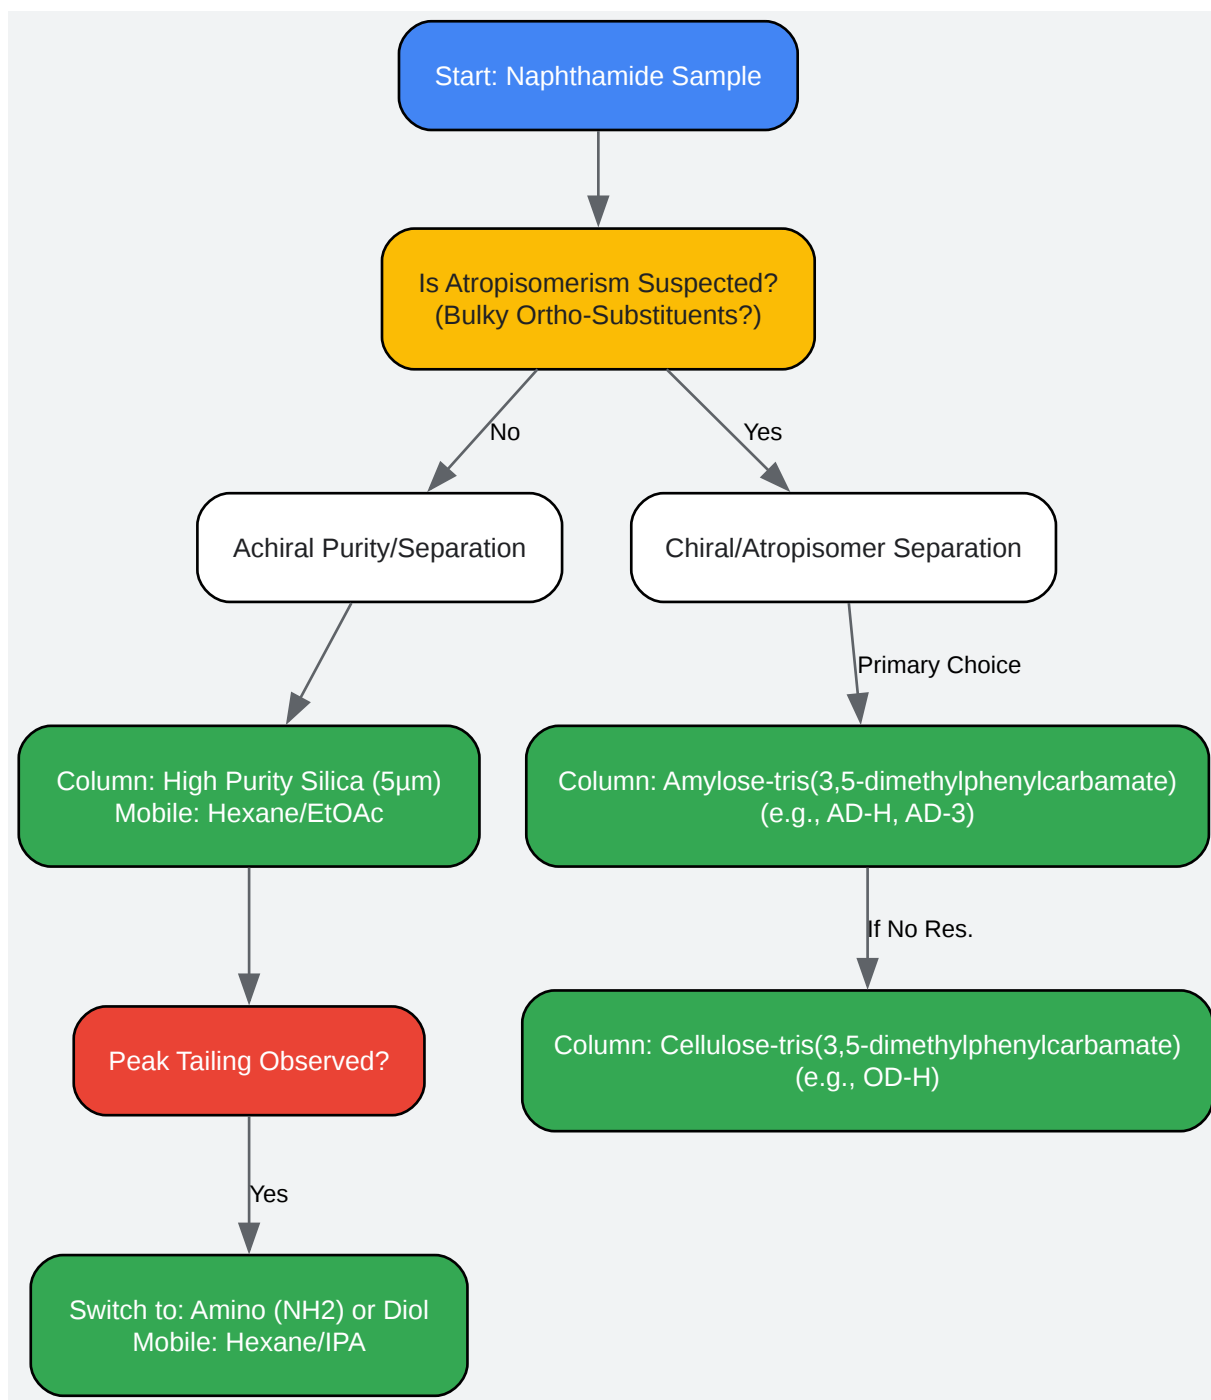 Start: Naphthamide Sample
Is Atropisomerism Suspected?
(Bulky Ortho-Substituents?)
No
Yes
Achiral Purity/Separation
Chiral/Atropisomer Separation
Primary Choice
Column: High Purity Silica (5µm)
Mobile: Hexane/EtOAc
Column: Amylose-tris(3,5-dimethylphenylcarbamate)
(e.g., AD-H, AD-3)
If No Res.
Peak Tailing Observed?
Column: Cellulose-tris(3,5-dimethylphenylcarbamate)
(e.g., OD-H)
Yes
Switch to: Amino (NH2) or Diol
Mobile: Hexane/IPA